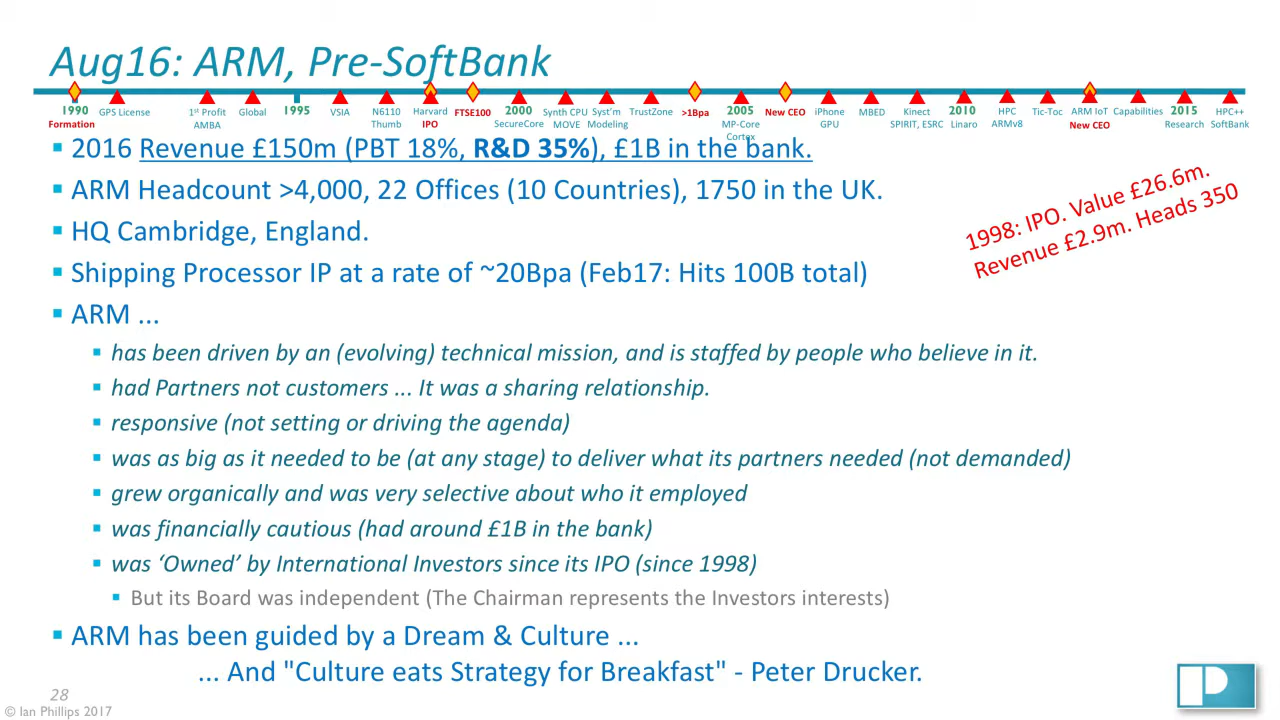 Aug16: ARM, Pre-SoftBank
1990 GPS License 1st Profit Global 1995 VSIA N6110 Harvard FTSE100 2000 Synth CPU Syst'm TrustZone >1Bpa 2005 New CEO iPhone MBED Kinect 2010 HPC Tic-Toc ARM IoT Capabilities 2015 HPC++
Formation AMBA Thumb IPO SecureCore MOVE Modeling MP-Core GPU SPIRIT, ESRC Linaro ARMv8 New CEO Research SoftBank
Cortex
▪ 2016 Revenue £150m (PBT 18%, R&D 35%), £1B in the bank.
▪ ARM Headcount >4,000, 22 Offices (10 Countries), 1750 in the UK.
1998: IPO. Value £26.6m.
Revenue £2.9m. Heads 350
▪ HQ Cambridge, England.
▪ Shipping Processor IP at a rate of ~20Bpa (Feb17: Hits 100B total)
▪ ARM ...
▪ has been driven by an (evolving) technical mission, and is staffed by people who believe in it.
▪ had Partners not customers ... It was a sharing relationship.
▪ responsive (not setting or driving the agenda)
▪ was as big as it needed to be (at any stage) to deliver what its partners needed (not demanded)
▪ grew organically and was very selective about who it employed
▪ was financially cautious (had around £1B in the bank)
▪ was ‘Owned’ by International Investors since its IPO (since 1998)
▪ But its Board was independent (The Chairman represents the Investors interests)
▪ ARM has been guided by a Dream & Culture ...
... And "Culture eats Strategy for Breakfast" - Peter Drucker.
28
© Ian Phillips 2017
P